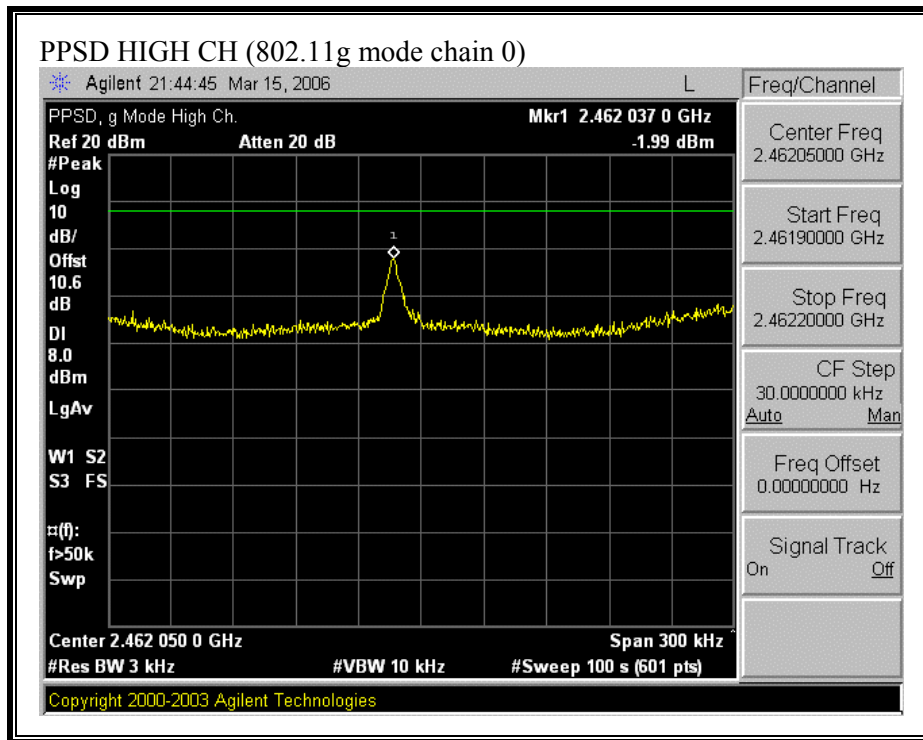 PPSD HIGH CH (802.11g mode chain 0)
Agilent 21:44:45 Mar 15, 2006 L
Freq/Channel
PPSD, g Mode High Ch. Mkr1 2.462 037 0 GHz
Ref 20 dBm Atten 20 dB -1.99 dBm
#Peak
Log
10
dB/
Offst
10.6
dB
DI
8.0
dBm
LgAv
W1 S2
S3 FS
¤(f):
f>50k
Swp
1
Center 2.462 050 0 GHz Span 300 kHz ^
#Res BW 3 kHz #VBW 10 kHz #Sweep 100 s (601 pts)
Center Freq
2.46205000 GHz
Start Freq
2.46190000 GHz
Stop Freq
2.46220000 GHz
CF Step
30.0000000 kHz
Auto Man
Freq Offset
0.00000000 Hz
Signal Track
On Off
Copyright 2000-2003 Agilent Technologies